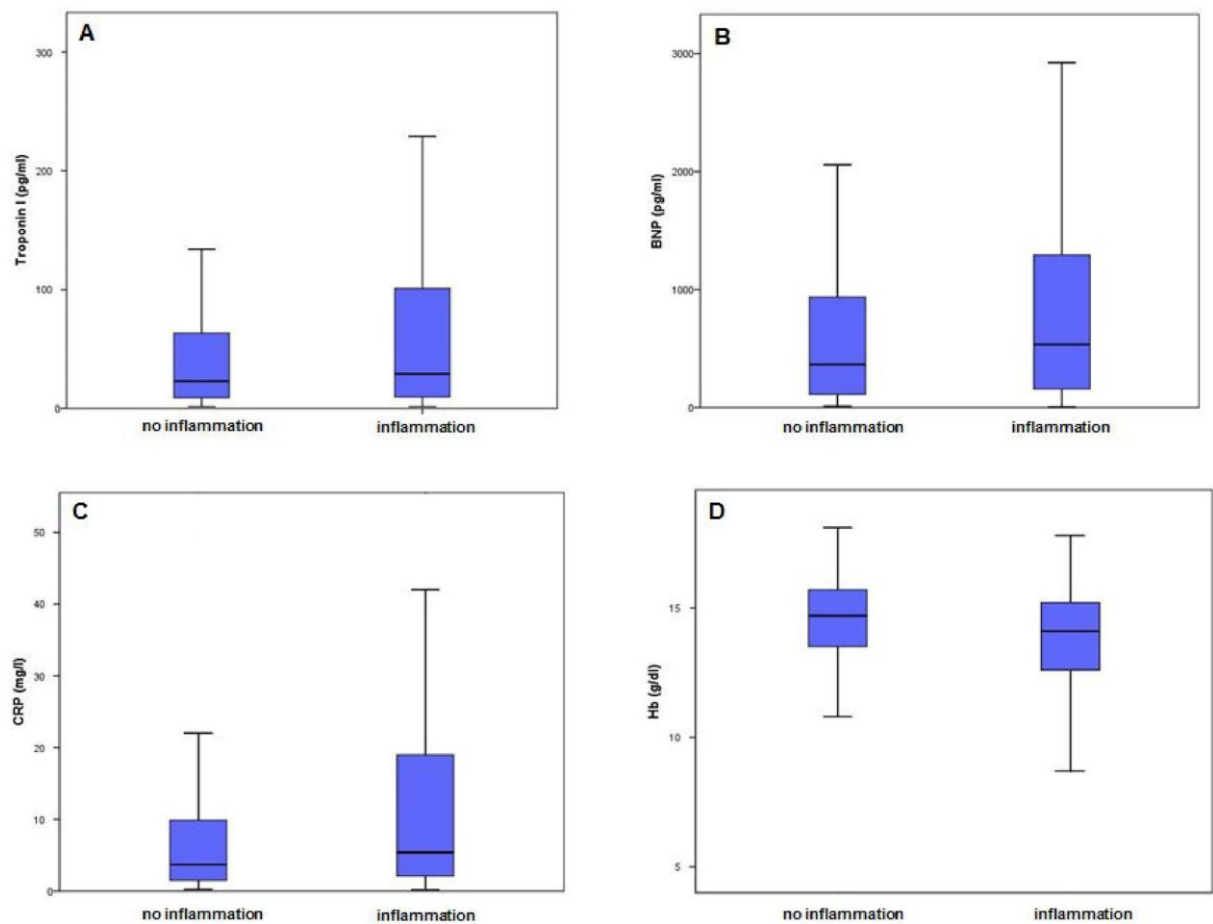 A
Troponin I (pg/ml)
300
200
100
0
no inflammation
inflammation
B
BNP (pg/ml)
3000
2000
1000
0
no inflammation
inflammation
C
CRP (mg/l)
50
40
30
20
10
0
no inflammation
inflammation
D
Hb (g/dl)
15
10
5
no inflammation
inflammation